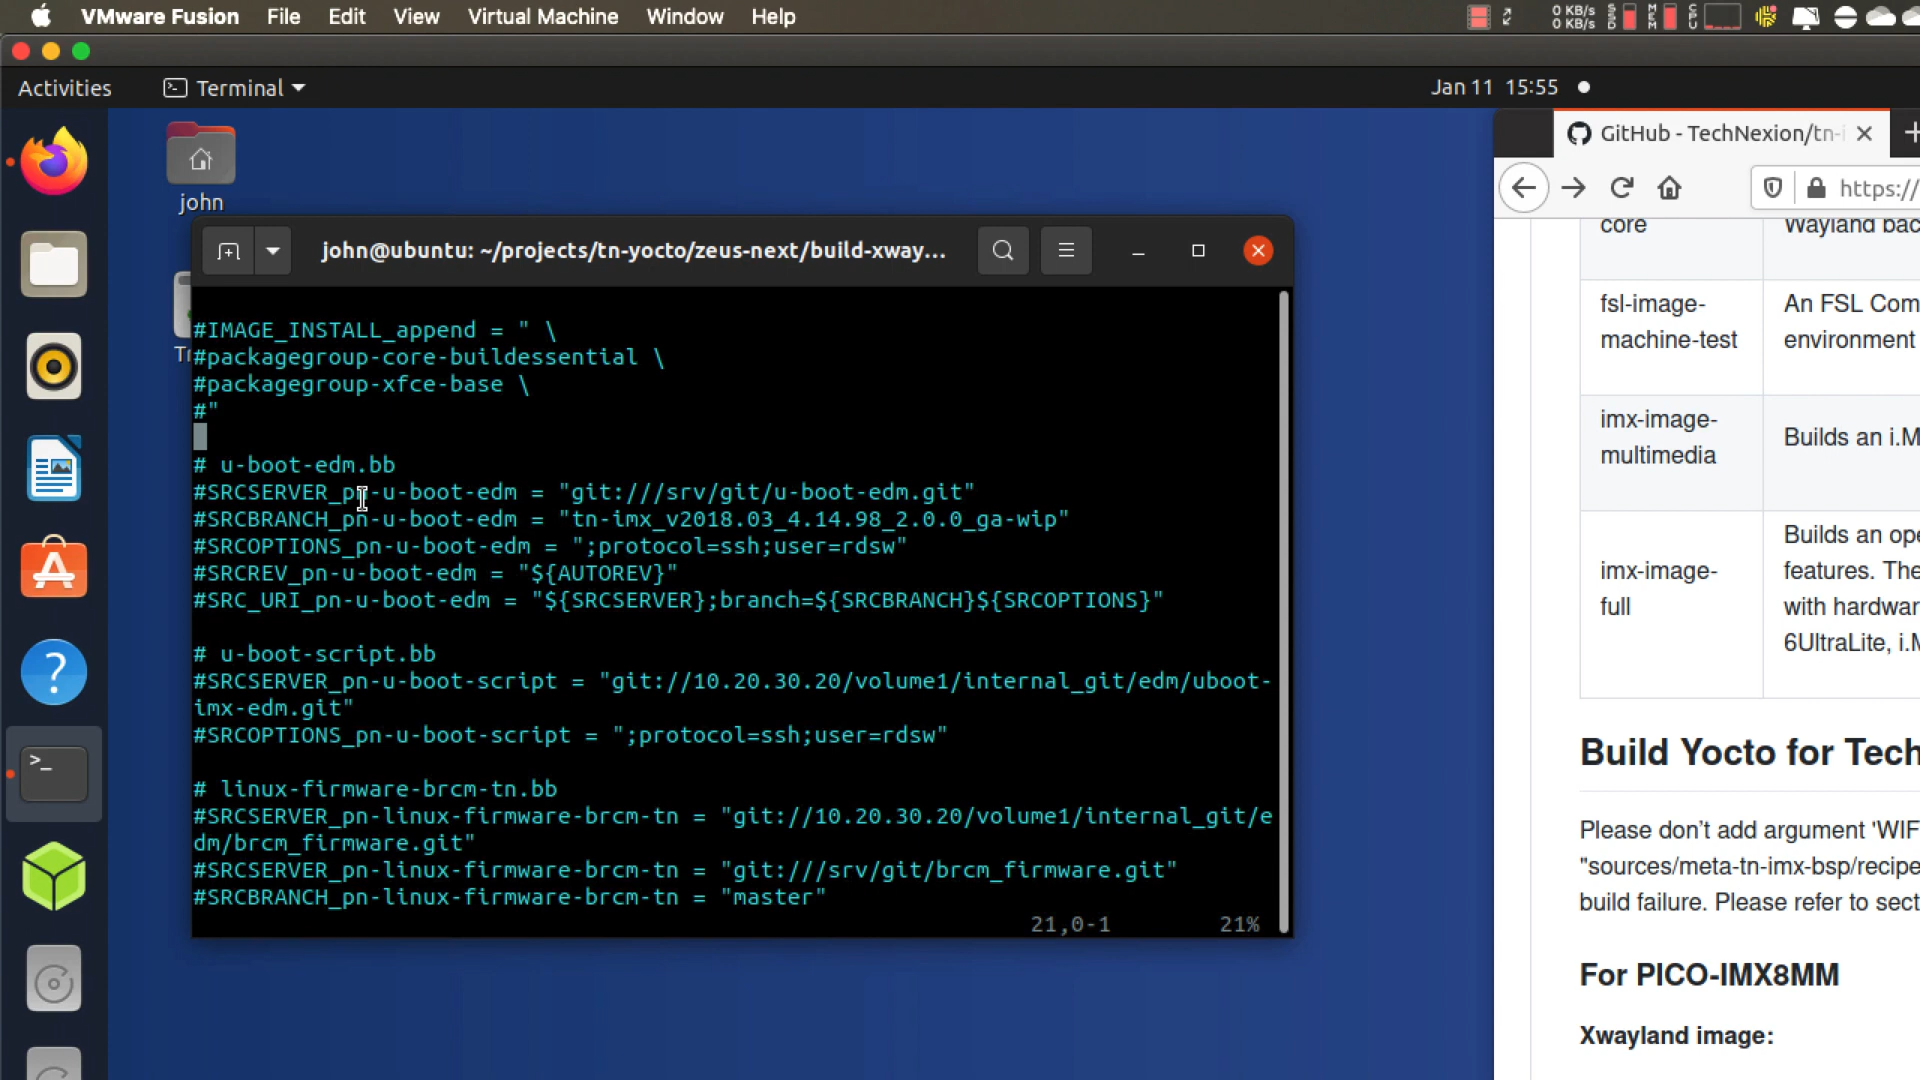 VMware Fusion File Edit View Virtual Machine Window Help
0 KB/s
0 KB/s
SSD
MEM
CPU
Activities
Terminal
Jan 11 15:55
john
john@ubuntu: ~/projects/tn-yocto/zeus-next/build-xway...
#IMAGE_INSTALL_append = " \
#packagegroup-core-buildessential \
#packagegroup-xfce-base \
#"
# u-boot-edm.bb
#SRCSERVER_pn-u-boot-edm = "git:///srv/git/u-boot-edm.git"
#SRCBRANCH_pn-u-boot-edm = "tn-imx_v2018.03_4.14.98_2.0.0_ga-wip"
#SRCOPTIONS_pn-u-boot-edm = ";protocol=ssh;user=rdsw"
#SRCREV_pn-u-boot-edm = "${AUTOREV}"
#SRC_URI_pn-u-boot-edm = "${SRCSERVER};branch=${SRCBRANCH}${SRCOPTIONS}"
# u-boot-script.bb
#SRCSERVER_pn-u-boot-script = "git://10.20.30.20/volume1/internal_git/edm/uboot-
imx-edm.git"
#SRCOPTIONS_pn-u-boot-script = ";protocol=ssh;user=rdsw"
# linux-firmware-brcm-tn.bb
#SRCSERVER_pn-linux-firmware-brcm-tn = "git://10.20.30.20/volume1/internal_git/e
dm/brcm_firmware.git"
#SRCSERVER_pn-linux-firmware-brcm-tn = "git:///srv/git/brcm_firmware.git"
#SRCBRANCH_pn-linux-firmware-brcm-tn = "master"
21,0-1 21%
GitHub - TechNexion/tn-i
https://
core
Wayland bac
fsl-image-
machine-test
An FSL Com
environment
imx-image-
multimedia
Builds an i.M
imx-image-
full
Builds an ope
features. The
with hardwar
6UltraLite, i.M
Build Yocto for Tech
Please don't add argument 'WIF
"sources/meta-tn-imx-bsp/recipe
build failure. Please refer to sect
For PICO-IMX8MM
Xwayland image: